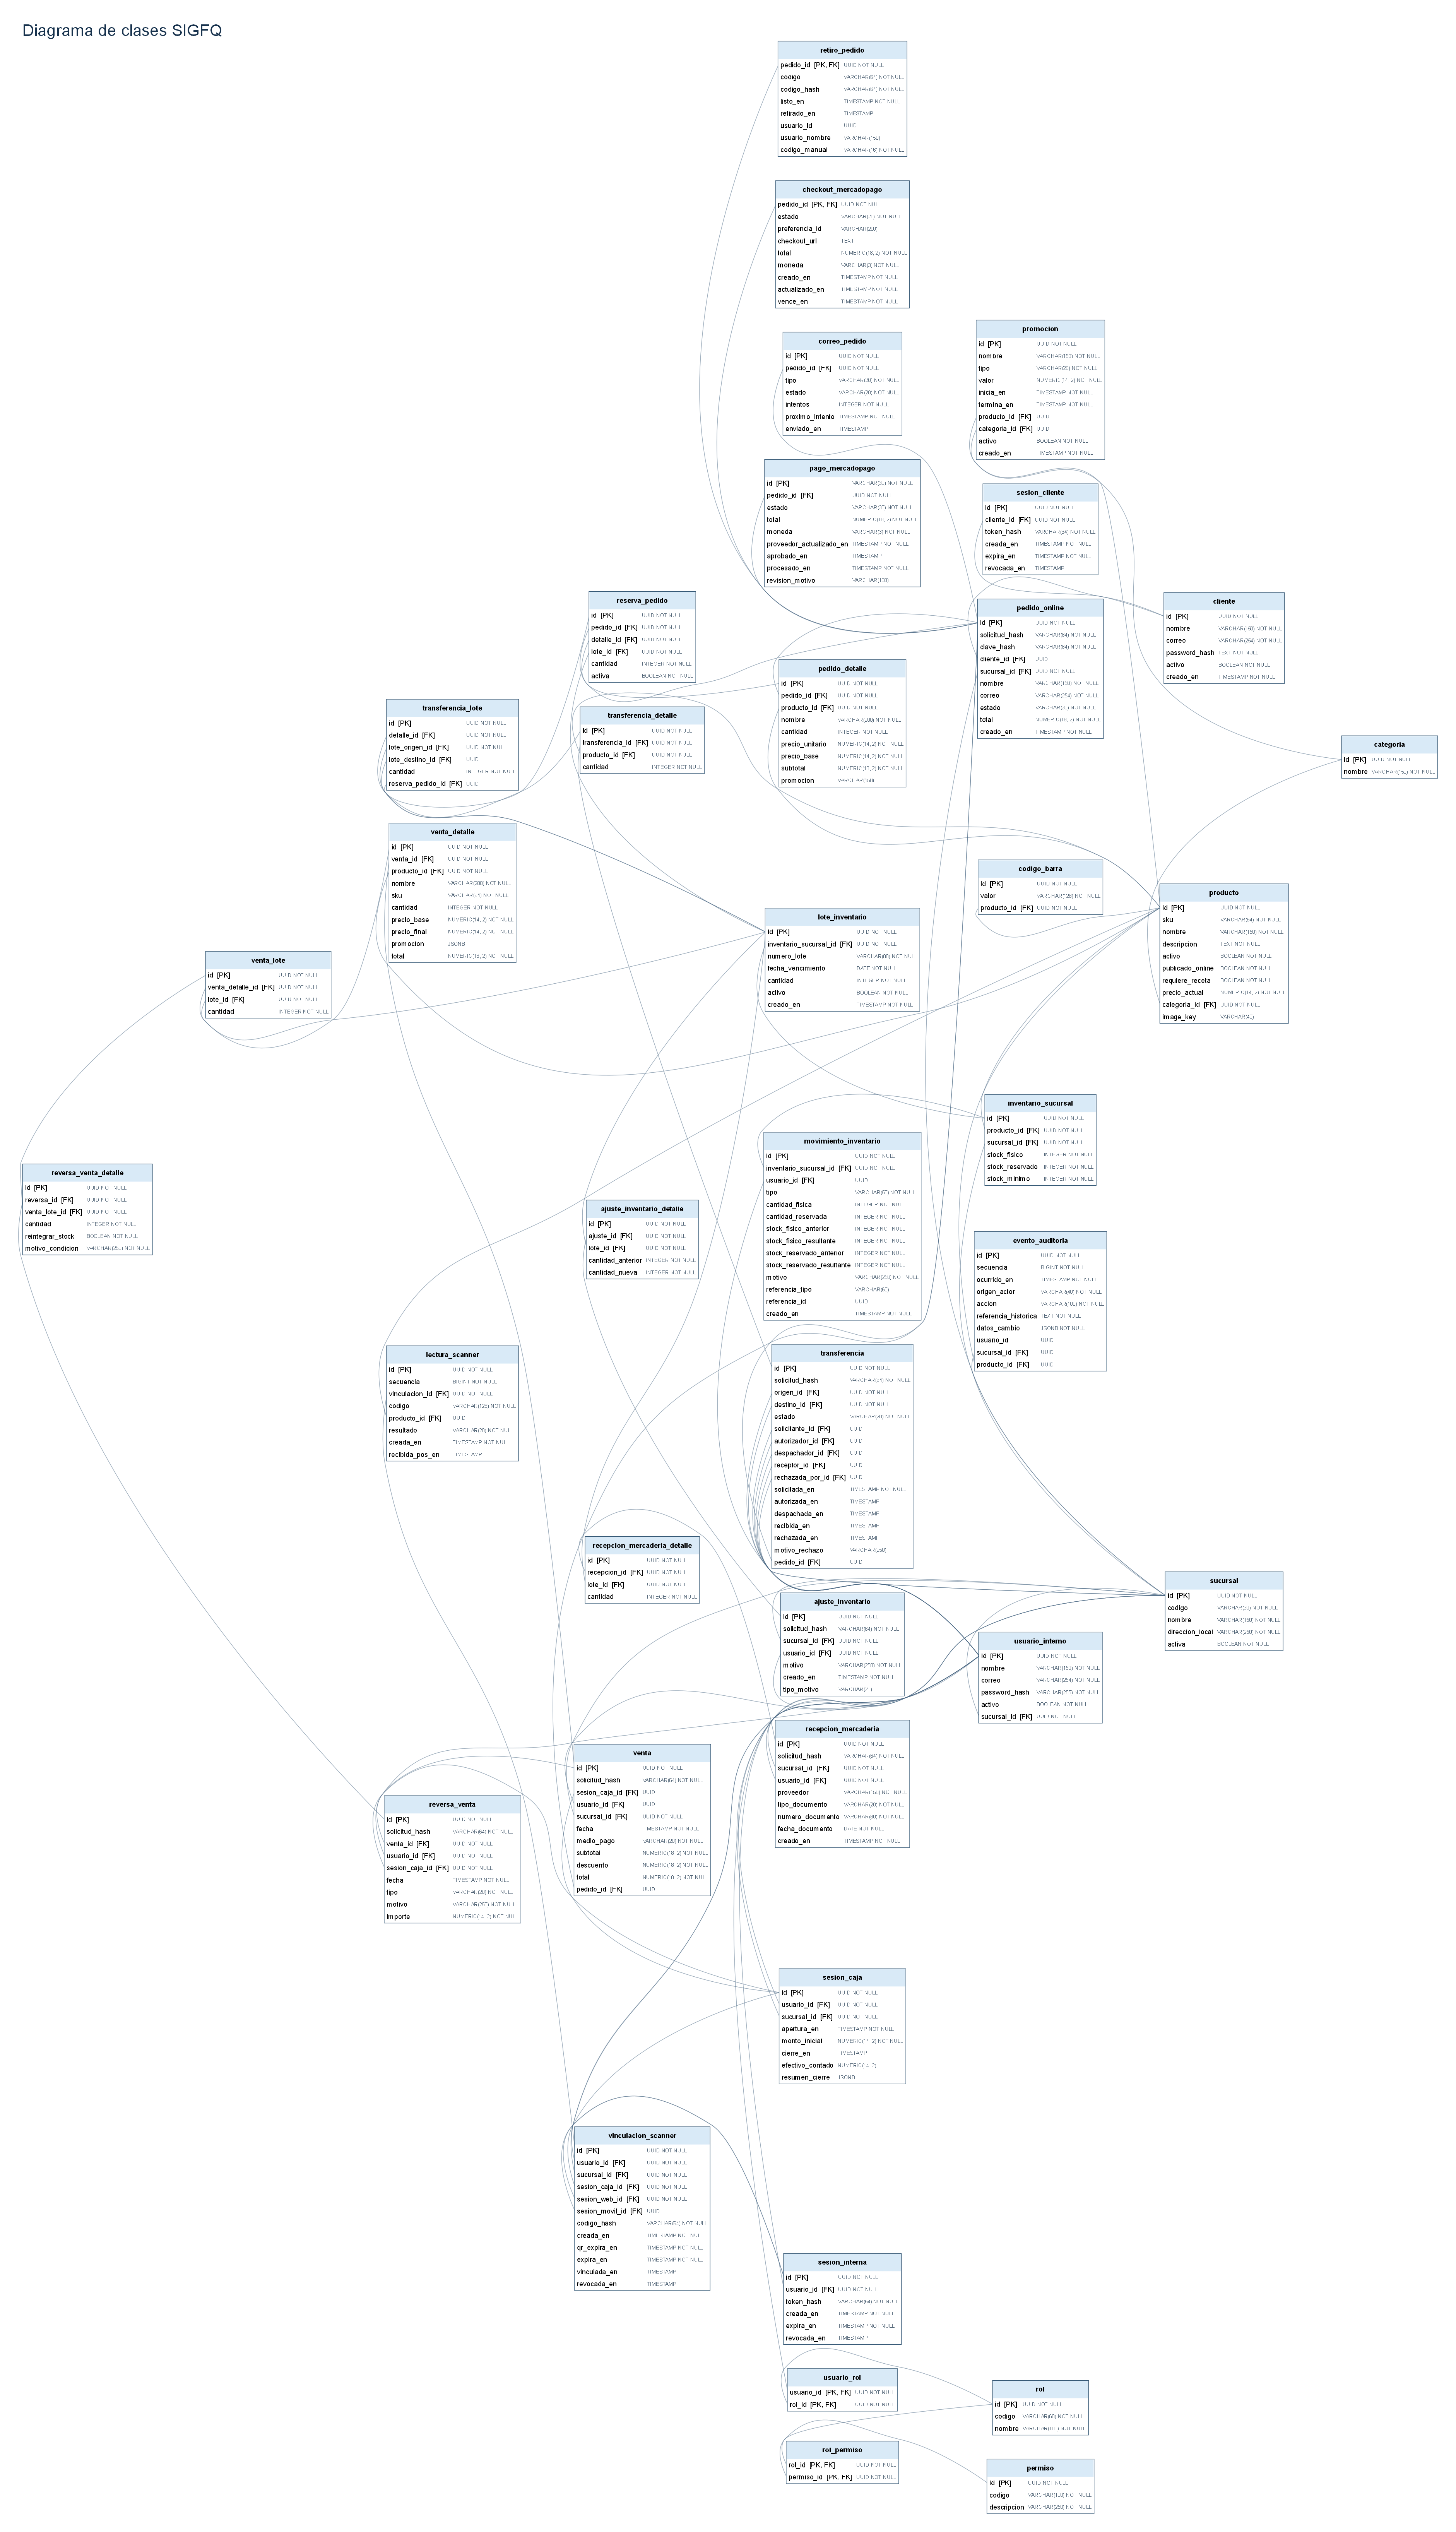 Diagrama de clases SIGFQ
retiro_pedido
pedido_id [PK, FK] UUID NOT NULL
codigo VARCHAR(64) NOT NULL
codigo_hash VARCHAR(64) NOT NULL
listo_en TIMESTAMP NOT NULL
retirado_en TIMESTAMP
usuario_id UUID
usuario_nombre VARCHAR(150)
codigo_manual VARCHAR(16) NOT NULL
checkout_mercadopago
pedido_id [PK, FK] UUID NOT NULL
estado VARCHAR(20) NOT NULL
preferencia_id VARCHAR(200)
checkout_url TEXT
total NUMERIC(18, 2) NOT NULL
moneda VARCHAR(3) NOT NULL
creado_en TIMESTAMP NOT NULL
actualizado_en TIMESTAMP NOT NULL
vence_en TIMESTAMP NOT NULL
correo_pedido
id [PK] UUID NOT NULL
pedido_id [FK] UUID NOT NULL
tipo VARCHAR(20) NOT NULL
estado VARCHAR(20) NOT NULL
intentos INTEGER NOT NULL
proximo_intento TIMESTAMP NOT NULL
enviado_en TIMESTAMP
promocion
id [PK] UUID NOT NULL
nombre VARCHAR(150) NOT NULL
tipo VARCHAR(20) NOT NULL
valor NUMERIC(14, 2) NOT NULL
inicia_en TIMESTAMP NOT NULL
termina_en TIMESTAMP NOT NULL
producto_id [FK] UUID
categoria_id [FK] UUID
activo BOOLEAN NOT NULL
creado_en TIMESTAMP NOT NULL
pago_mercadopago
id [PK] VARCHAR(30) NOT NULL
pedido_id [FK] UUID NOT NULL
estado VARCHAR(30) NOT NULL
total NUMERIC(18, 2) NOT NULL
moneda VARCHAR(3) NOT NULL
proveedor_actualizado_en TIMESTAMP NOT NULL
aprobado_en TIMESTAMP
procesado_en TIMESTAMP NOT NULL
revision_motivo VARCHAR(100)
sesion_cliente
id [PK] UUID NOT NULL
cliente_id [FK] UUID NOT NULL
token_hash VARCHAR(64) NOT NULL
creada_en TIMESTAMP NOT NULL
expira_en TIMESTAMP NOT NULL
revocada_en TIMESTAMP
reserva_pedido
id [PK] UUID NOT NULL
pedido_id [FK] UUID NOT NULL
detalle_id [FK] UUID NOT NULL
lote_id [FK] UUID NOT NULL
cantidad INTEGER NOT NULL
activa BOOLEAN NOT NULL
pedido_online
id [PK] UUID NOT NULL
solicitud_hash VARCHAR(64) NOT NULL
clave_hash VARCHAR(64) NOT NULL
cliente_id [FK] UUID
sucursal_id [FK] UUID NOT NULL
nombre VARCHAR(150) NOT NULL
correo VARCHAR(254) NOT NULL
estado VARCHAR(30) NOT NULL
total NUMERIC(18, 2) NOT NULL
creado_en TIMESTAMP NOT NULL
cliente
id [PK] UUID NOT NULL
nombre VARCHAR(150) NOT NULL
correo VARCHAR(254) NOT NULL
password_hash TEXT NOT NULL
activo BOOLEAN NOT NULL
creado_en TIMESTAMP NOT NULL
pedido_detalle
id [PK] UUID NOT NULL
pedido_id [FK] UUID NOT NULL
producto_id [FK] UUID NOT NULL
nombre VARCHAR(200) NOT NULL
cantidad INTEGER NOT NULL
precio_unitario NUMERIC(14, 2) NOT NULL
precio_base NUMERIC(14, 2) NOT NULL
subtotal NUMERIC(18, 2) NOT NULL
promocion VARCHAR(150)
transferencia_lote
id [PK] UUID NOT NULL
detalle_id [FK] UUID NOT NULL
lote_origen_id [FK] UUID NOT NULL
lote_destino_id [FK] UUID
cantidad INTEGER NOT NULL
reserva_pedido_id [FK] UUID
transferencia_detalle
id [PK] UUID NOT NULL
transferencia_id [FK] UUID NOT NULL
producto_id [FK] UUID NOT NULL
cantidad INTEGER NOT NULL
categoria
id [PK] UUID NOT NULL
nombre VARCHAR(150) NOT NULL
venta_detalle
id [PK] UUID NOT NULL
venta_id [FK] UUID NOT NULL
producto_id [FK] UUID NOT NULL
nombre VARCHAR(200) NOT NULL
sku VARCHAR(64) NOT NULL
cantidad INTEGER NOT NULL
precio_base NUMERIC(14, 2) NOT NULL
precio_final NUMERIC(14, 2) NOT NULL
promocion JSONB
total NUMERIC(18, 2) NOT NULL
codigo_barra
id [PK] UUID NOT NULL
valor VARCHAR(128) NOT NULL
producto_id [FK] UUID NOT NULL
producto
id [PK] UUID NOT NULL
sku VARCHAR(64) NOT NULL
nombre VARCHAR(150) NOT NULL
descripcion TEXT NOT NULL
activo BOOLEAN NOT NULL
publicado_online BOOLEAN NOT NULL
requiere_receta BOOLEAN NOT NULL
precio_actual NUMERIC(14, 2) NOT NULL
categoria_id [FK] UUID NOT NULL
image_key VARCHAR(40)
lote_inventario
id [PK] UUID NOT NULL
inventario_sucursal_id [FK] UUID NOT NULL
numero_lote VARCHAR(80) NOT NULL
fecha_vencimiento DATE NOT NULL
cantidad INTEGER NOT NULL
activo BOOLEAN NOT NULL
creado_en TIMESTAMP NOT NULL
venta_lote
id [PK] UUID NOT NULL
venta_detalle_id [FK] UUID NOT NULL
lote_id [FK] UUID NOT NULL
cantidad INTEGER NOT NULL
inventario_sucursal
id [PK] UUID NOT NULL
producto_id [FK] UUID NOT NULL
sucursal_id [FK] UUID NOT NULL
stock_fisico INTEGER NOT NULL
stock_reservado INTEGER NOT NULL
stock_minimo INTEGER NOT NULL
movimiento_inventario
id [PK] UUID NOT NULL
inventario_sucursal_id [FK] UUID NOT NULL
usuario_id [FK] UUID
tipo VARCHAR(50) NOT NULL
cantidad_fisica INTEGER NOT NULL
cantidad_reservada INTEGER NOT NULL
stock_fisico_anterior INTEGER NOT NULL
stock_fisico_resultante INTEGER NOT NULL
stock_reservado_anterior INTEGER NOT NULL
stock_reservado_resultante INTEGER NOT NULL
motivo VARCHAR(250) NOT NULL
referencia_tipo VARCHAR(60)
referencia_id UUID
creado_en TIMESTAMP NOT NULL
reversa_venta_detalle
id [PK] UUID NOT NULL
reversa_id [FK] UUID NOT NULL
venta_lote_id [FK] UUID NOT NULL
cantidad INTEGER NOT NULL
reintegrar_stock BOOLEAN NOT NULL
motivo_condicion VARCHAR(250) NOT NULL
ajuste_inventario_detalle
id [PK] UUID NOT NULL
ajuste_id [FK] UUID NOT NULL
lote_id [FK] UUID NOT NULL
cantidad_anterior INTEGER NOT NULL
cantidad_nueva INTEGER NOT NULL
evento_auditoria
id [PK] UUID NOT NULL
secuencia BIGINT NOT NULL
ocurrido_en TIMESTAMP NOT NULL
origen_actor VARCHAR(40) NOT NULL
accion VARCHAR(100) NOT NULL
referencia_historica TEXT NOT NULL
datos_cambio JSONB NOT NULL
usuario_id UUID
sucursal_id [FK] UUID
producto_id [FK] UUID
lectura_scanner
id [PK] UUID NOT NULL
secuencia BIGINT NOT NULL
vinculacion_id [FK] UUID NOT NULL
codigo VARCHAR(128) NOT NULL
producto_id [FK] UUID
resultado VARCHAR(20) NOT NULL
creada_en TIMESTAMP NOT NULL
recibida_pos_en TIMESTAMP
transferencia
id [PK] UUID NOT NULL
solicitud_hash VARCHAR(64) NOT NULL
origen_id [FK] UUID NOT NULL
destino_id [FK] UUID NOT NULL
estado VARCHAR(20) NOT NULL
solicitante_id [FK] UUID
autorizador_id [FK] UUID
despachador_id [FK] UUID
receptor_id [FK] UUID
rechazada_por_id [FK] UUID
solicitada_en TIMESTAMP NOT NULL
autorizada_en TIMESTAMP
despachada_en TIMESTAMP
recibida_en TIMESTAMP
rechazada_en TIMESTAMP
motivo_rechazo VARCHAR(250)
pedido_id [FK] UUID
recepcion_mercaderia_detalle
id [PK] UUID NOT NULL
recepcion_id [FK] UUID NOT NULL
lote_id [FK] UUID NOT NULL
cantidad INTEGER NOT NULL
sucursal
id [PK] UUID NOT NULL
codigo VARCHAR(30) NOT NULL
nombre VARCHAR(150) NOT NULL
direccion_local VARCHAR(250) NOT NULL
activa BOOLEAN NOT NULL
ajuste_inventario
id [PK] UUID NOT NULL
solicitud_hash VARCHAR(64) NOT NULL
sucursal_id [FK] UUID NOT NULL
usuario_id [FK] UUID NOT NULL
motivo VARCHAR(250) NOT NULL
creado_en TIMESTAMP NOT NULL
tipo_motivo VARCHAR(20)
usuario_interno
id [PK] UUID NOT NULL
nombre VARCHAR(150) NOT NULL
correo VARCHAR(254) NOT NULL
password_hash VARCHAR(255) NOT NULL
activo BOOLEAN NOT NULL
sucursal_id [FK] UUID NOT NULL
recepcion_mercaderia
id [PK] UUID NOT NULL
solicitud_hash VARCHAR(64) NOT NULL
sucursal_id [FK] UUID NOT NULL
usuario_id [FK] UUID NOT NULL
proveedor VARCHAR(160) NOT NULL
tipo_documento VARCHAR(20) NOT NULL
numero_documento VARCHAR(80) NOT NULL
fecha_documento DATE NOT NULL
creado_en TIMESTAMP NOT NULL
venta
id [PK] UUID NOT NULL
solicitud_hash VARCHAR(64) NOT NULL
sesion_caja_id [FK] UUID
usuario_id [FK] UUID
sucursal_id [FK] UUID NOT NULL
fecha TIMESTAMP NOT NULL
medio_pago VARCHAR(20) NOT NULL
subtotal NUMERIC(18, 2) NOT NULL
descuento NUMERIC(18, 2) NOT NULL
total NUMERIC(18, 2) NOT NULL
pedido_id [FK] UUID
reversa_venta
id [PK] UUID NOT NULL
solicitud_hash VARCHAR(64) NOT NULL
venta_id [FK] UUID NOT NULL
usuario_id [FK] UUID NOT NULL
sesion_caja_id [FK] UUID NOT NULL
fecha TIMESTAMP NOT NULL
tipo VARCHAR(20) NOT NULL
motivo VARCHAR(250) NOT NULL
importe NUMERIC(14, 2) NOT NULL
sesion_caja
id [PK] UUID NOT NULL
usuario_id [FK] UUID NOT NULL
sucursal_id [FK] UUID NOT NULL
apertura_en TIMESTAMP NOT NULL
monto_inicial NUMERIC(14, 2) NOT NULL
cierre_en TIMESTAMP
efectivo_contado NUMERIC(14, 2)
resumen_cierre JSONB
vinculacion_scanner
id [PK] UUID NOT NULL
usuario_id [FK] UUID NOT NULL
sucursal_id [FK] UUID NOT NULL
sesion_caja_id [FK] UUID NOT NULL
sesion_web_id [FK] UUID NOT NULL
sesion_movil_id [FK] UUID
codigo_hash VARCHAR(64) NOT NULL
creada_en TIMESTAMP NOT NULL
qr_expira_en TIMESTAMP NOT NULL
expira_en TIMESTAMP NOT NULL
vinculada_en TIMESTAMP
revocada_en TIMESTAMP
sesion_interna
id [PK] UUID NOT NULL
usuario_id [FK] UUID NOT NULL
token_hash VARCHAR(64) NOT NULL
creada_en TIMESTAMP NOT NULL
expira_en TIMESTAMP NOT NULL
revocada_en TIMESTAMP
usuario_rol
usuario_id [PK, FK] UUID NOT NULL
rol_id [PK, FK] UUID NOT NULL
rol
id [PK] UUID NOT NULL
codigo VARCHAR(60) NOT NULL
nombre VARCHAR(100) NOT NULL
rol_permiso
rol_id [PK, FK] UUID NOT NULL
permiso_id [PK, FK] UUID NOT NULL
permiso
id [PK] UUID NOT NULL
codigo VARCHAR(100) NOT NULL
descripcion VARCHAR(250) NOT NULL